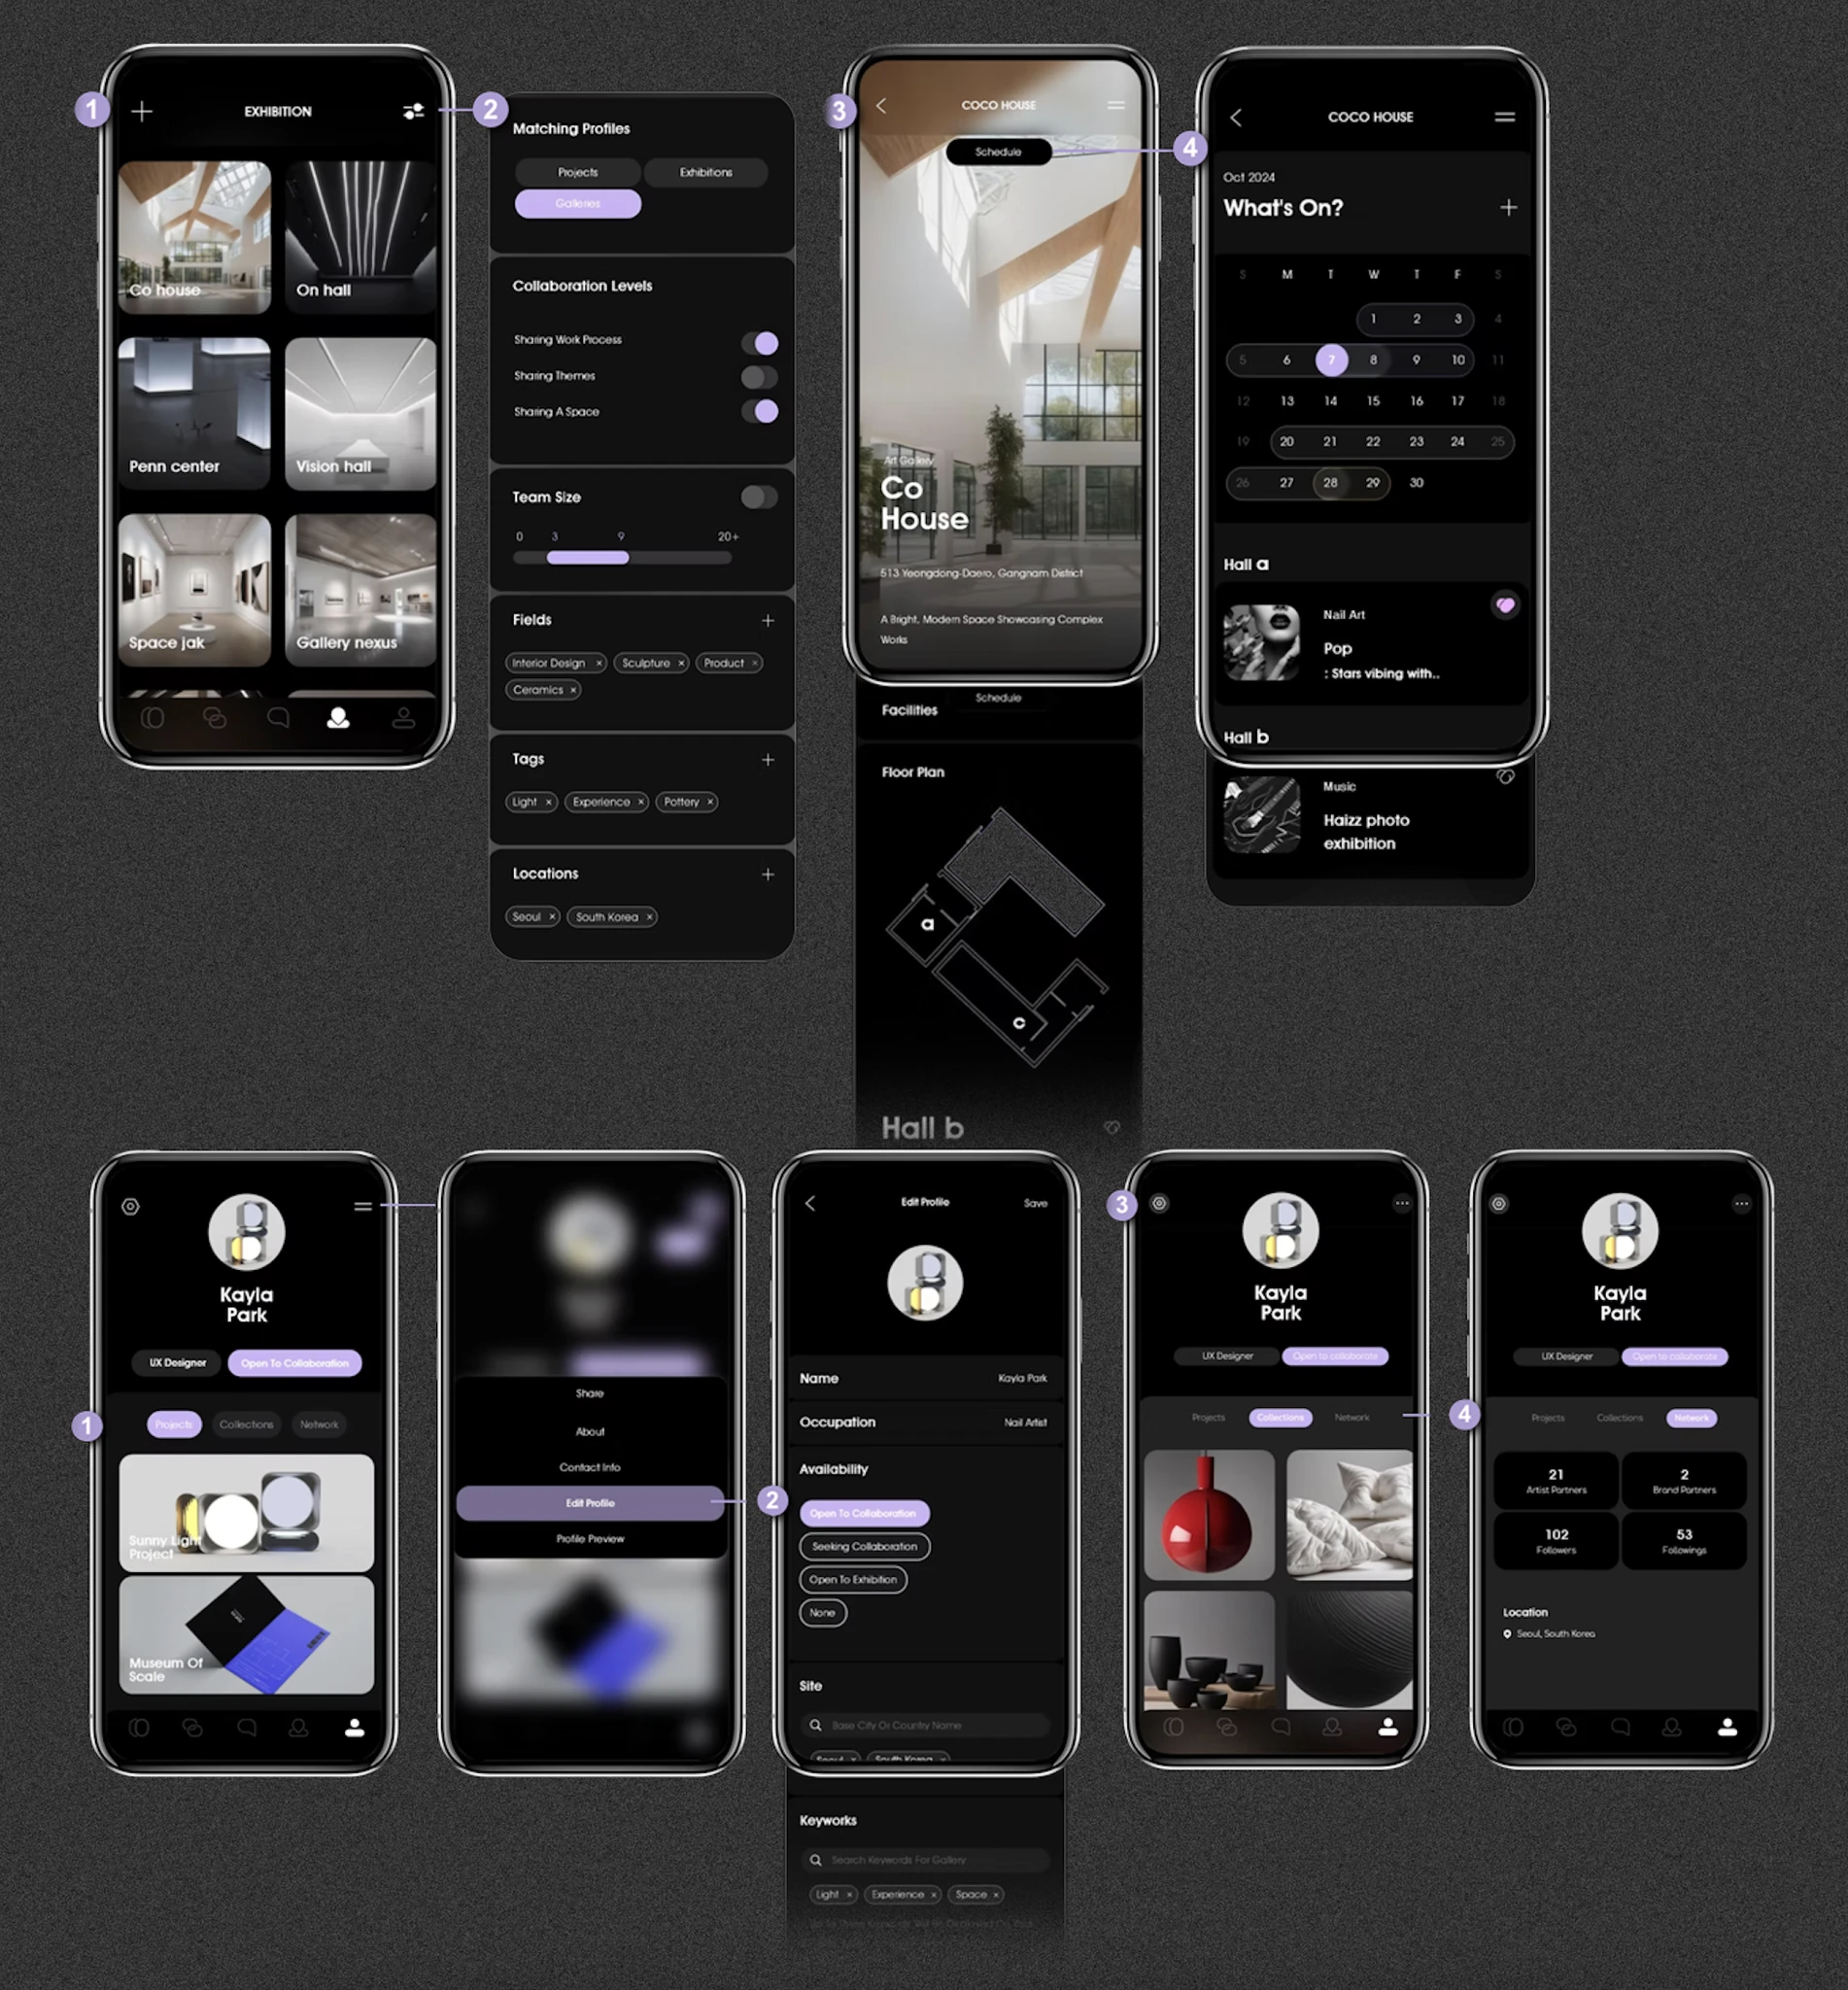 1
EXHIBITION
Co house
On hall
Penn center
Vision hall
Space jak
Gallery nexus
2
Matching Profiles
Projects
Exhibitions
Galleries
Collaboration Levels
Sharing Work Process
Sharing Themes
Sharing A Space
Team Size
0 3 9 20+
Fields
Interior Design ×
Sculpture ×
Product ×
Ceramics ×
Tags
Light ×
Experience ×
Pottery ×
Locations
Seoul ×
South Korea ×
3
COCO HOUSE
Schedule
Art Gallery
Co
House
513 Yeongdong-Daero, Gangnam District
A Bright, Modern Space Showcasing Complex
Works
Schedule
Facilities
Floor Plan
a
c
Hall b
4
COCO HOUSE
Oct 2024
What's On?
S M T W T F S
1 2 3 4
5 6 7 8 9 10 11
12 13 14 15 16 17 18
19 20 21 22 23 24 25
26 27 28 29 30
Hall a
Nail Art
Pop
: Stars vibing with..
Hall b
Music
Haizz photo
exhibition
Kayla
Park
UX Designer
Open To Collaboration
1
Projects
Collections
Network
Sunny Light
Project
Museum Of
Scale
Share
About
Contact Info
Edit Profile
Profile Preview
2
Edit Profile
Save
Name
Kayla Park
Occupation
Nail Artist
Availability
Open To Collaboration
Seeking Collaboration
Open To Exhibition
None
Site
Base City Or Country Name
Seoul ×
South Korea ×
Keyworks
Search Keywords For Gallery
Light ×
Experience ×
Space ×
3
Kayla
Park
UX Designer
Open to collaborate
Projects
Collections
Network
4
Kayla
Park
UX Designer
Open to collaborate
Projects
Collections
Network
21
Artist Partners
2
Brand Partners
102
Followers
53
Followings
Location
Seoul, South Korea